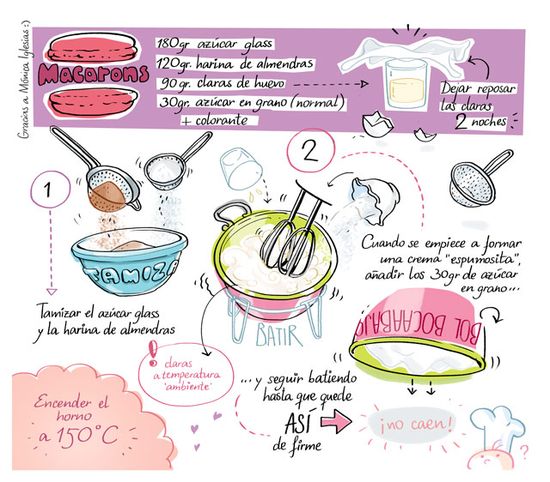 Gracias a Mónica Iglesias :)
Macarons
180gr azúcar glass
120gr. harina de almendras
90 gr. claras de huevo
30gr. azúcar en grano (normal)
+ colorante
Dejar reposar
las claras
2 noches
1
TAMIZA
Tamizar el azúcar glass
y la harina de almendras
2
BATIR
! claras
a temperatura
"ambiente"
Cuando se empiece a formar
una crema "espumosita",
añadir los 30gr de azúcar
en grano...
BOL BOCAABAJO
... y seguir batiendo
hasta que quede
ASÍ
de firme
¡no caen!
?
Encender el
horno
a 150°C